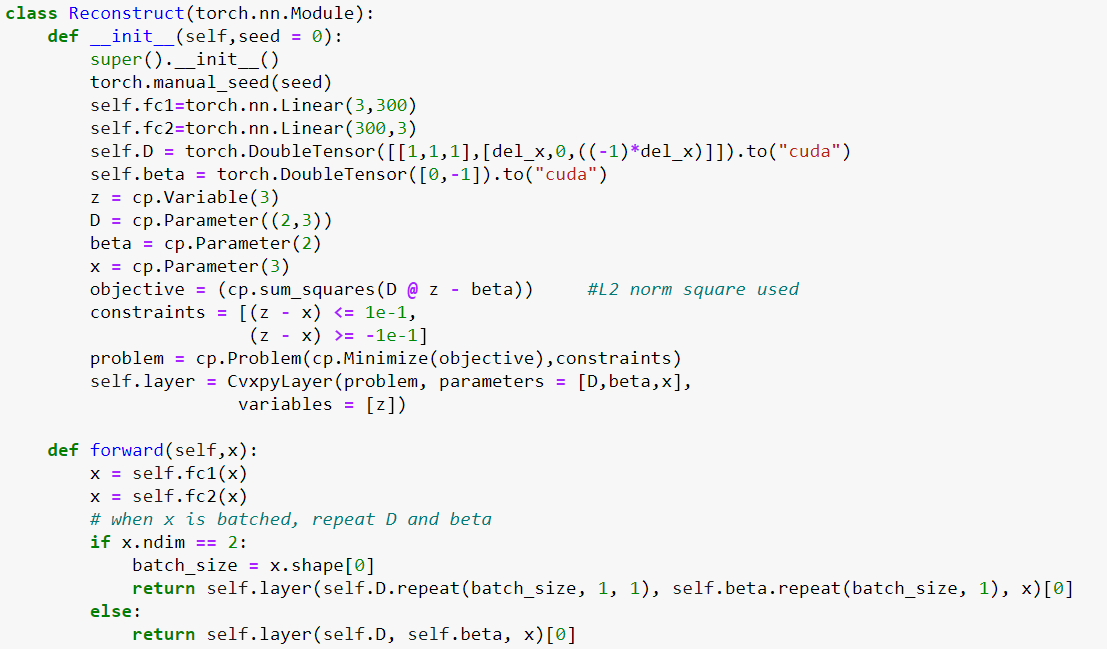 class Reconstruct(torch.nn.Module):
    def __init__(self,seed = 0):
        super().__init__()
        torch.manual_seed(seed)
        self.fc1=torch.nn.Linear(3,300)
        self.fc2=torch.nn.Linear(300,3)
        self.D = torch.DoubleTensor([[1,1,1],[del_x,0,((-1)*del_x)]]).to("cuda")
        self.beta = torch.DoubleTensor([0,-1]).to("cuda")
        z = cp.Variable(3)
        D = cp.Parameter((2,3))
        beta = cp.Parameter(2)
        x = cp.Parameter(3)
        objective = (cp.sum_squares(D @ z - beta))     #L2 norm square used
        constraints = [(z - x) <= 1e-1,
                       (z - x) >= -1e-1]
        problem = cp.Problem(cp.Minimize(objective),constraints)
        self.layer = CvxpyLayer(problem, parameters = [D,beta,x],
                      variables = [z])
    def forward(self,x):
        x = self.fc1(x)
        x = self.fc2(x)
        # when x is batched, repeat D and beta
        if x.ndim == 2:
            batch_size = x.shape[0]
            return self.layer(self.D.repeat(batch_size, 1, 1), self.beta.repeat(batch_size, 1), x)[0]
        else:
            return self.layer(self.D, self.beta, x)[0]